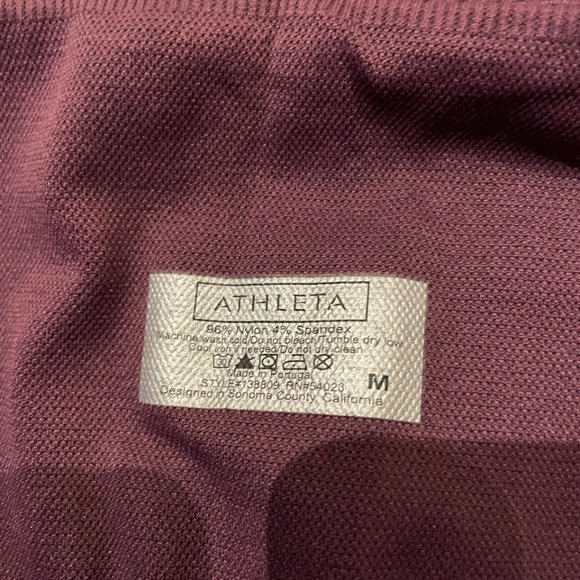 ATHLETA
96% Nylon 4% Spandex
Machine wash cold/Do not bleach/Tumble dry low
Cool iron if needed/Do not dry clean
Made in Portugal
STYLE#138809 RN#54023
M
Designed in Sonoma County, California